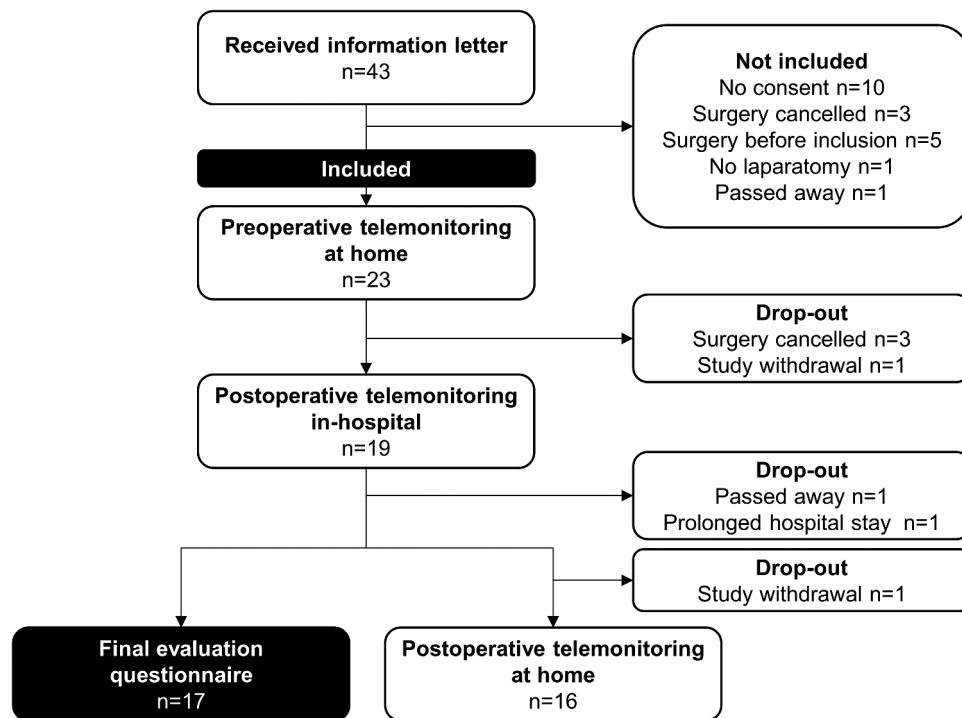 Received information letter
n=43
Not included
No consent n=10
Surgery cancelled n=3
Surgery before inclusion n=5
No laparatomy n=1
Passed away n=1
Included
Preoperative telemonitoring
at home
n=23
Drop-out
Surgery cancelled n=3
Study withdrawal n=1
Postoperative telemonitoring
in-hospital
n=19
Drop-out
Passed away n=1
Prolonged hospital stay n=1
Drop-out
Study withdrawal n=1
Final evaluation
questionnaire
n=17
Postoperative telemonitoring
at home
n=16